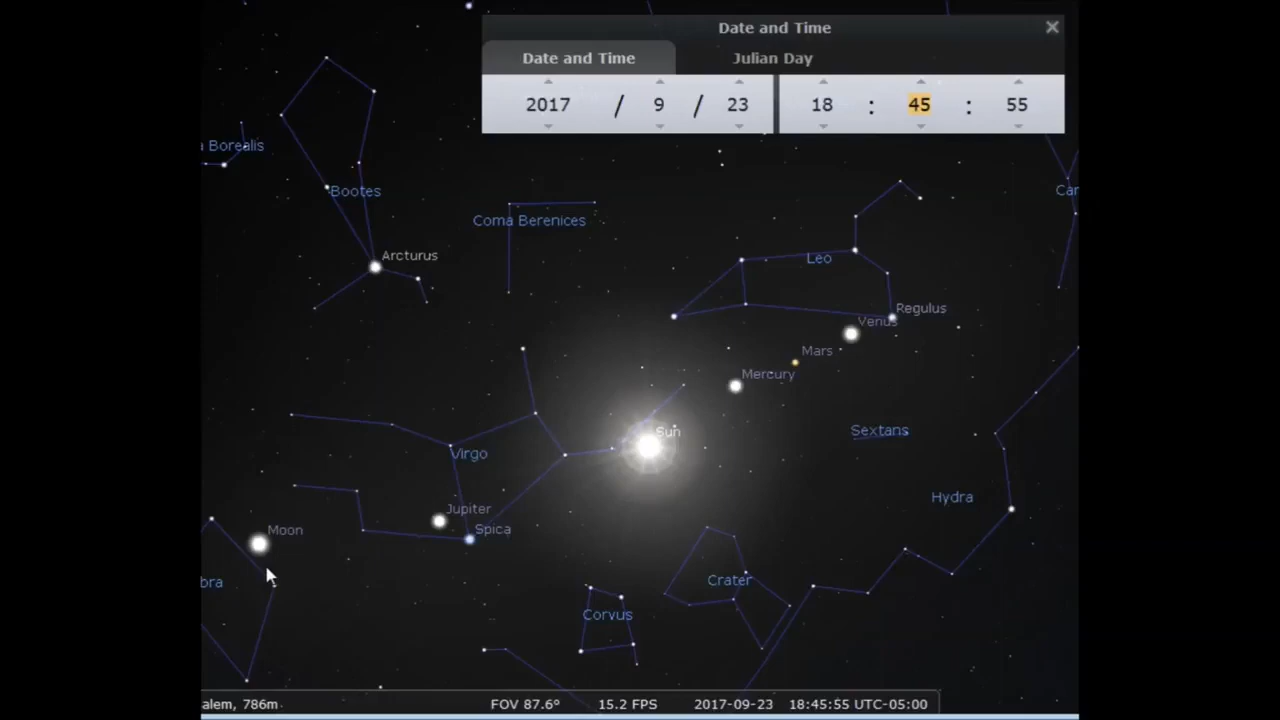 Date and Time
Date and Time Julian Day
2017 / 9 / 23 18 : 45 : 55
a Borealis
Bootes
Car
Coma Berenices
Arcturus
Leo
Regulus
Venus
Mars
Mercury
Sun
Sextans
Virgo
Hydra
Jupiter
Spica
Moon
bra
Crater
Corvus
alem, 786m FOV 87.6° 15.2 FPS 2017-09-23 18:45:55 UTC-05:00